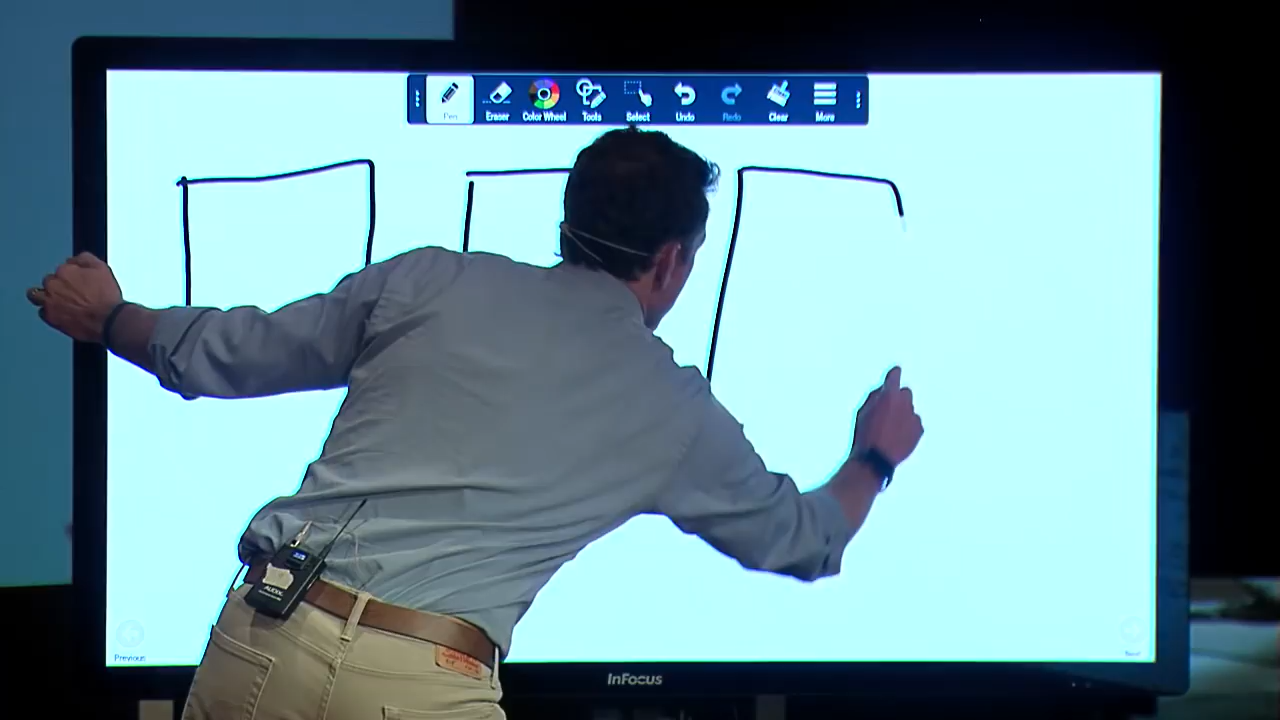 Pen Eraser Color Wheel Tools Select Undo Redo Clear More
Previous
Next
InFocus